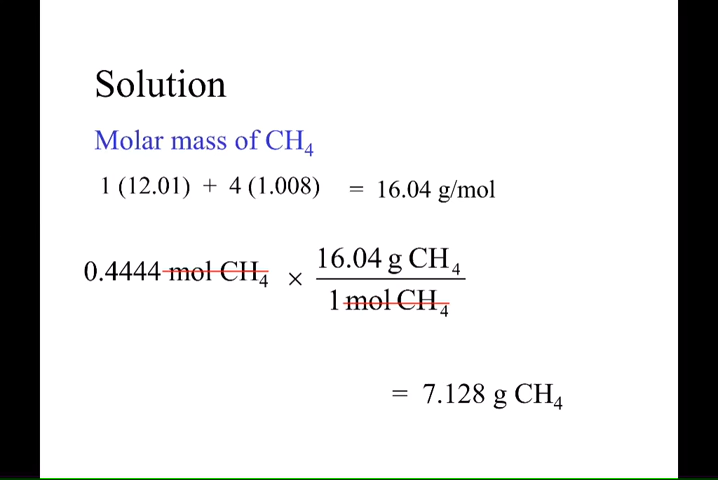 Solution
Molar mass of CH₄
1 (12.01) + 4 (1.008) = 16.04 g/mol
0.4444 mol CH₄ × 16.04 g CH₄
1 mol CH₄
= 7.128 g CH₄